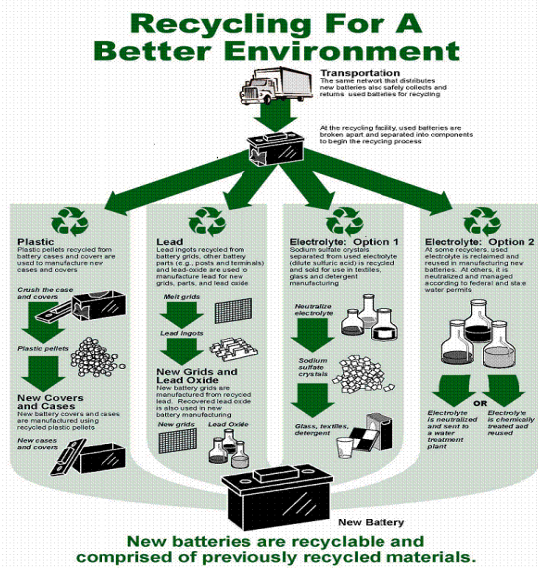 Recycling For A
Better Environment
Transportation
The same network that distributes
new batteries also safely collects and
returns used batteries for recycling
At the recycling facility, used batteries are
broken apart and separated into components
to begin the recycling process
Plastic
Plastic pellets recycled from
battery cases and covers are
used to manufacture new
cases and covers
Crush the case
and covers
Plastic pellets
New Covers
and Cases
New battery covers and cases
are manufactured using
recycled plastic pellets
New cases
and covers
Lead
Lead ingots recycled from
battery grids, other battery
parts (e.g., posts and terminals)
and lead-oxide are used o
manufacture lead for new
grids, parts, and lead oxide
Melt grids
Lead ingots
New Grids and
Lead Oxide
New battery grids are
manufactured from recycled
lead. Recovered lead oxide
is also used in new
battery manufacturing
New grids
Lead Oxide
Electrolyte: Option 1
Sodium sulfate crystals
separated from used electrolyte
(dilute sulfuric acid) is recycled
and sold for use in textiles,
glass and detergent
manufacturing
Neutralize
electrolyte
Sodium
sulfate
crystals
Glass, textiles,
detergent
Electrolyte: Option 2
At some recyclers, used
electrolyte is reclaimed and
reused in manufacturing new
batteries. At others, it is
neutralized and managed
according to federal and state
water permits
OR
Electrolyte
is neutralized
and sent to
a water
treatment
plant
Electrolyte
is chemically
treated and
reused
New Battery
New batteries are recyclable and
comprised of previously recycled materials.